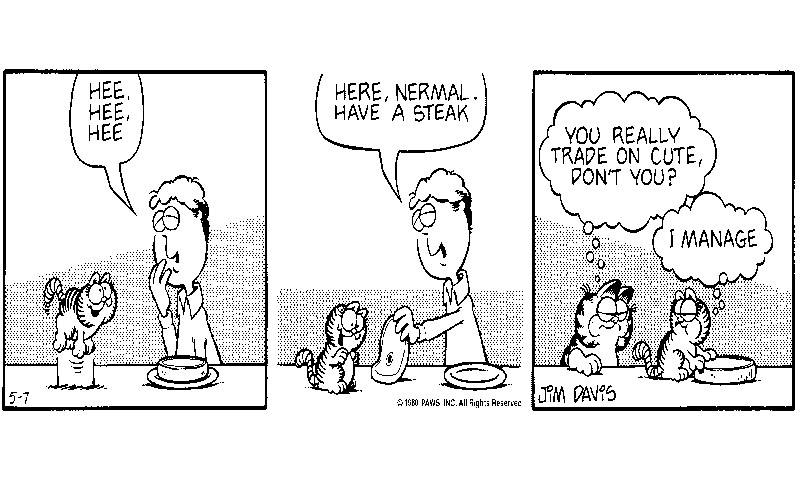 HEE,
HEE,
HEE
5-7
HERE, NERMAL.
HAVE A STEAK
© 1980 PAWS, INC. All Rights Reserved
YOU REALLY
TRADE ON CUTE,
DON'T YOU?
I MANAGE
JIM DAVIS